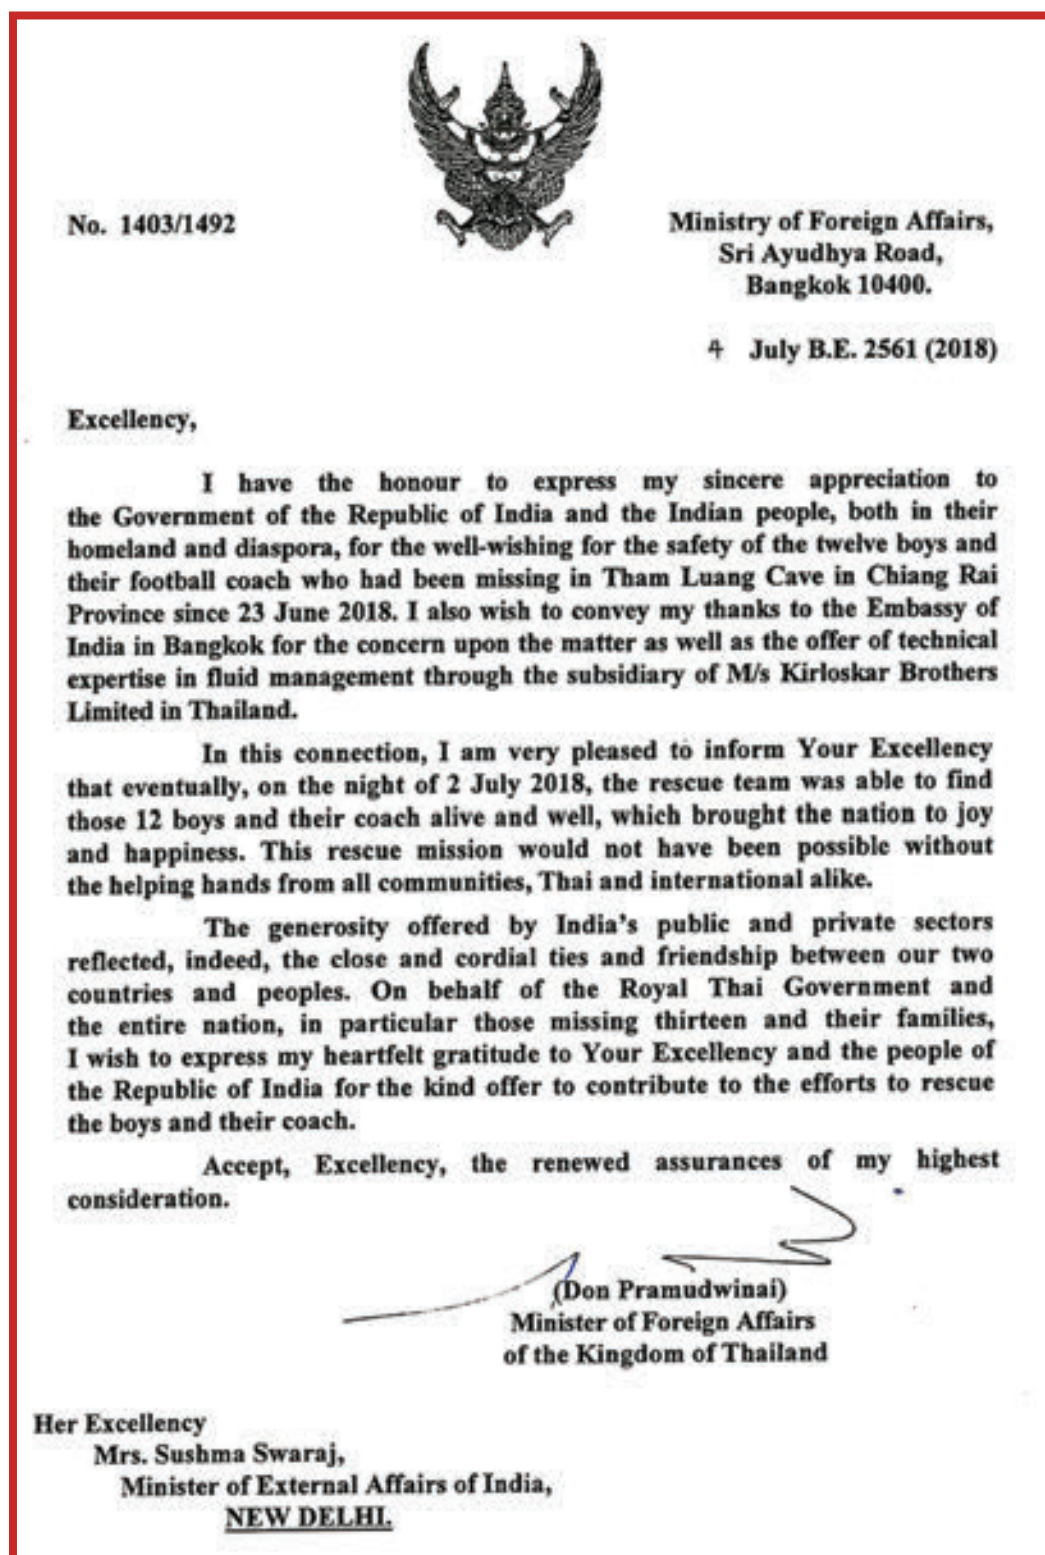 No. 1403/1492
Ministry of Foreign Affairs,
Sri Ayudhya Road,
Bangkok 10400.
4 July B.E. 2561 (2018)
Excellency,
I have the honour to express my sincere appreciation to
the Government of the Republic of India and the Indian people, both in their
homeland and diaspora, for the well-wishing for the safety of the twelve boys and
their football coach who had been missing in Tham Luang Cave in Chiang Rai
Province since 23 June 2018. I also wish to convey my thanks to the Embassy of
India in Bangkok for the concern upon the matter as well as the offer of technical
expertise in fluid management through the subsidiary of M/s Kirloskar Brothers
Limited in Thailand.
In this connection, I am very pleased to inform Your Excellency
that eventually, on the night of 2 July 2018, the rescue team was able to find
those 12 boys and their coach alive and well, which brought the nation to joy
and happiness. This rescue mission would not have been possible without
the helping hands from all communities, Thai and international alike.
The generosity offered by India's public and private sectors
reflected, indeed, the close and cordial ties and friendship between our two
countries and peoples. On behalf of the Royal Thai Government and
the entire nation, in particular those missing thirteen and their families,
I wish to express my heartfelt gratitude to Your Excellency and the people of
the Republic of India for the kind offer to contribute to the efforts to rescue
the boys and their coach.
Accept, Excellency, the renewed assurances of my highest
consideration.
(Don Pramudwinai)
Minister of Foreign Affairs
of the Kingdom of Thailand
Her Excellency
Mrs. Sushma Swaraj,
Minister of External Affairs of India,
NEW DELHI.